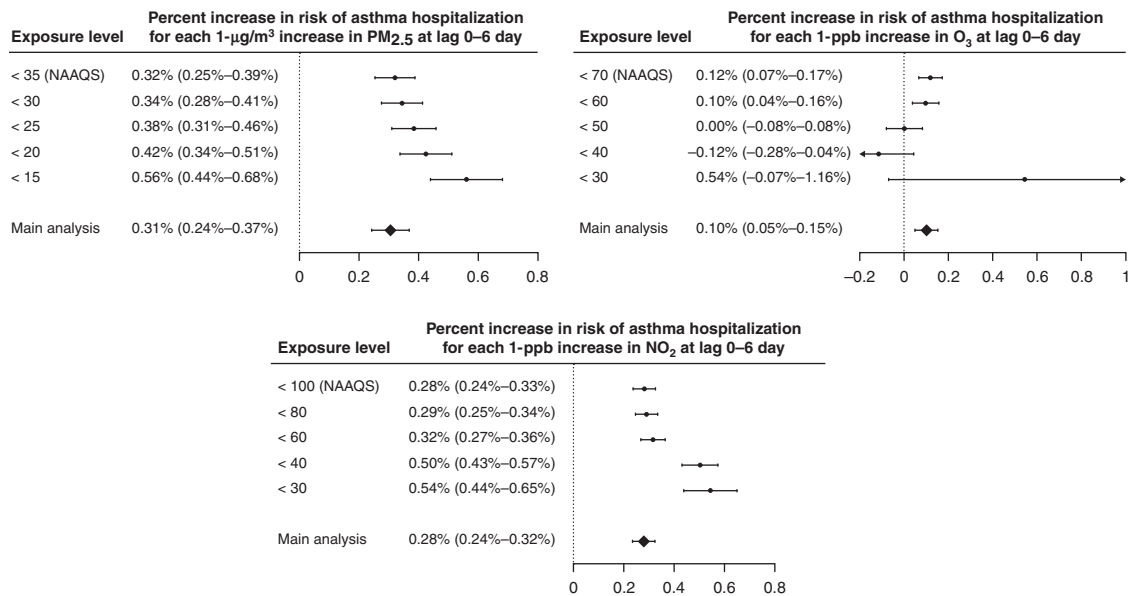 Percent increase in risk of asthma hospitalization
Exposure level for each 1-μg/m³ increase in PM2.5 at lag 0–6 day
< 35 (NAAQS) 0.32% (0.25%–0.39%)
< 30 0.34% (0.28%–0.41%)
< 25 0.38% (0.31%–0.46%)
< 20 0.42% (0.34%–0.51%)
< 15 0.56% (0.44%–0.68%)
Main analysis 0.31% (0.24%–0.37%)
0 0.2 0.4 0.6 0.8
Percent increase in risk of asthma hospitalization
Exposure level for each 1-ppb increase in O₃ at lag 0–6 day
< 70 (NAAQS) 0.12% (0.07%–0.17%)
< 60 0.10% (0.04%–0.16%)
< 50 0.00% (–0.08%–0.08%)
< 40 –0.12% (–0.28%–0.04%)
< 30 0.54% (–0.07%–1.16%)
Main analysis 0.10% (0.05%–0.15%)
–0.2 0 0.2 0.4 0.6 0.8 1
Percent increase in risk of asthma hospitalization
Exposure level for each 1-ppb increase in NO₂ at lag 0–6 day
< 100 (NAAQS) 0.28% (0.24%–0.33%)
< 80 0.29% (0.25%–0.34%)
< 60 0.32% (0.27%–0.36%)
< 40 0.50% (0.43%–0.57%)
< 30 0.54% (0.44%–0.65%)
Main analysis 0.28% (0.24%–0.32%)
0 0.2 0.4 0.6 0.8